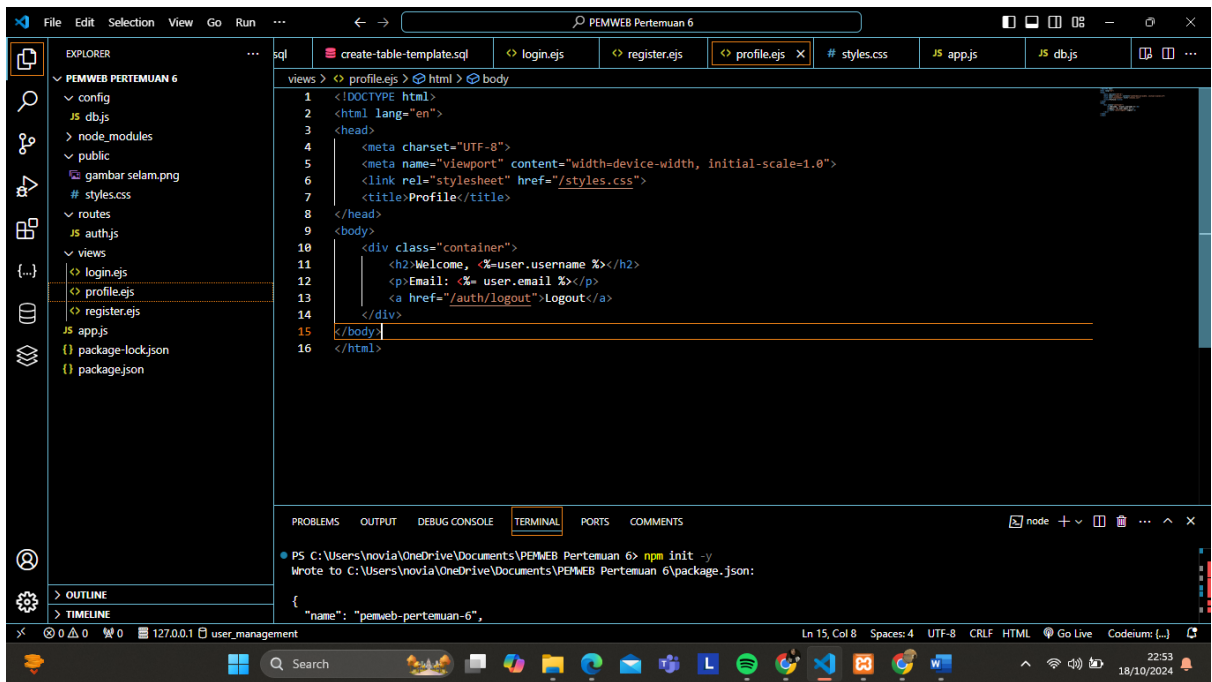 File Edit Selection View Go Run ··· PEMWEB Pertemuan 6
EXPLORER ···
sql create-table-template.sql login.ejs register.ejs profile.ejs # styles.css JS app.js JS db.js ···
PEMWEB PERTEMUAN 6
config
JS db.js
node_modules
public
gambar selam.png
# styles.css
routes
JS auth.js
views
<> login.ejs
<> profile.ejs
<> register.ejs
JS app.js
{} package-lock.json
{} package.json
OUTLINE
TIMELINE
views > <> profile.ejs > html > body
1 <!DOCTYPE html>
2 <html lang="en">
3 <head>
4 <meta charset="UTF-8">
5 <meta name="viewport" content="width=device-width, initial-scale=1.0">
6 <link rel="stylesheet" href="/styles.css">
7 <title>Profile</title>
8 </head>
9 <body>
10 <div class="container">
11 <h2>Welcome, <%=user.username %></h2>
12 <p>Email: <%= user.email %></p>
13 <a href="/auth/logout">Logout</a>
14 </div>
15 </body>
16 </html>
PROBLEMS OUTPUT DEBUG CONSOLE TERMINAL PORTS COMMENTS node ···
PS C:\Users\novia\OneDrive\Documents\PEMWEB Pertemuan 6> npm init -y
Wrote to C:\Users\novia\OneDrive\Documents\PEMWEB Pertemuan 6\package.json:
{
"name": "pemweb-pertemuan-6",
0 0 0 127.0.0.1 user_management Ln 15, Col 8 Spaces: 4 UTF-8 CRLF HTML Go Live Codeium: {...}
Search
22:53
18/10/2024